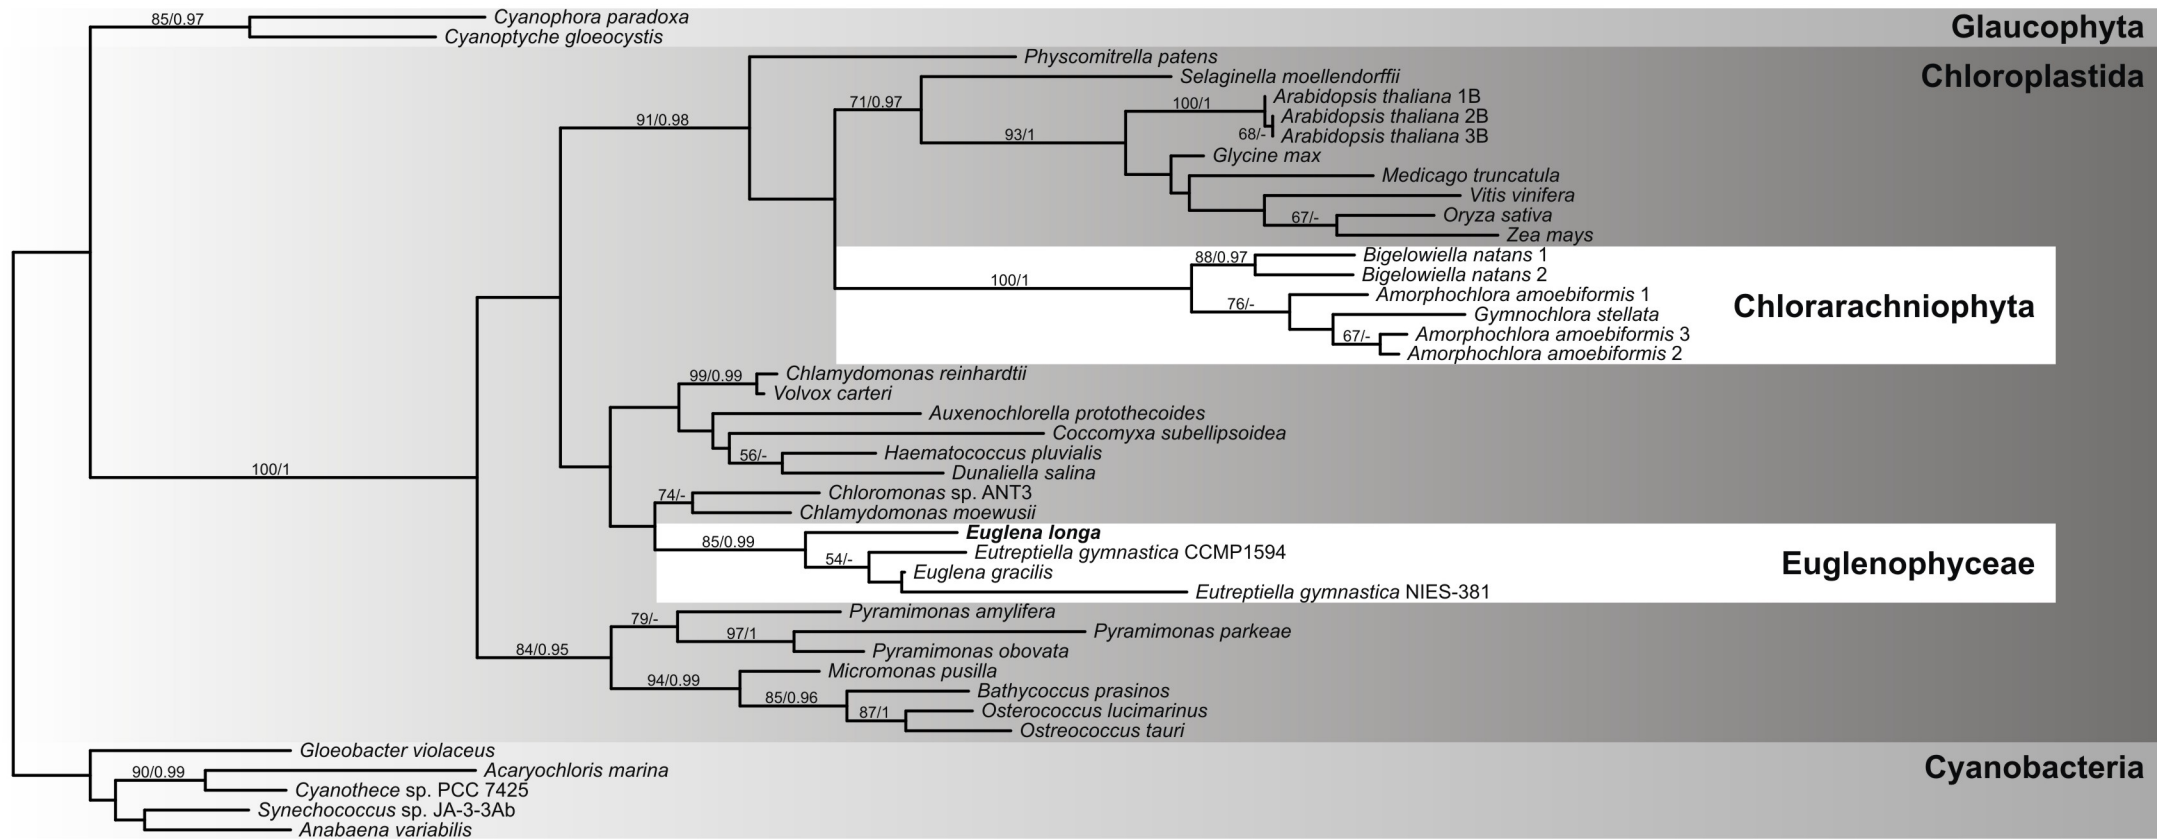 85/0.97
Cyanophora paradoxa
Cyanoptyche gloeocystis
Glaucophyta
Physcomitrella patens
Chloroplastida
Selaginella moellendorffii
71/0.97
Arabidopsis thaliana 1B
100/1
Arabidopsis thaliana 2B
91/0.98
68/-
Arabidopsis thaliana 3B
93/1
Glycine max
Medicago truncatula
Vitis vinifera
67/-
Oryza sativa
Zea mays
88/0.97
Bigelowiella natans 1
Bigelowiella natans 2
100/1
Amorphochlora amoebiformis 1
76/-
Chlorarachniophyta
Gymnochlora stellata
67/-
Amorphochlora amoebiformis 3
Amorphochlora amoebiformis 2
99/0.99
Chlamydomonas reinhardtii
Volvox carteri
Auxenochlorella protothecoides
Coccomyxa subellipsoidea
56/-
Haematococcus pluvialis
100/1
Dunaliella salina
74/-
Chloromonas sp. ANT3
Chlamydomonas moewusii
Euglena longa
85/0.99
Eutreptiella gymnastica CCMP1594
54/-
Euglenophyceae
Euglena gracilis
Eutreptiella gymnastica NIES-381
79/-
Pyramimonas amylifera
97/1
Pyramimonas parkeae
84/0.95
Pyramimonas obovata
Micromonas pusilla
94/0.99
Bathycoccus prasinos
85/0.96
Osterococcus lucimarinus
87/1
Ostreococcus tauri
Gloeobacter violaceus
90/0.99
Acaryochloris marina
Cyanobacteria
Cyanothece sp. PCC 7425
Synechococcus sp. JA-3-3Ab
Anabaena variabilis